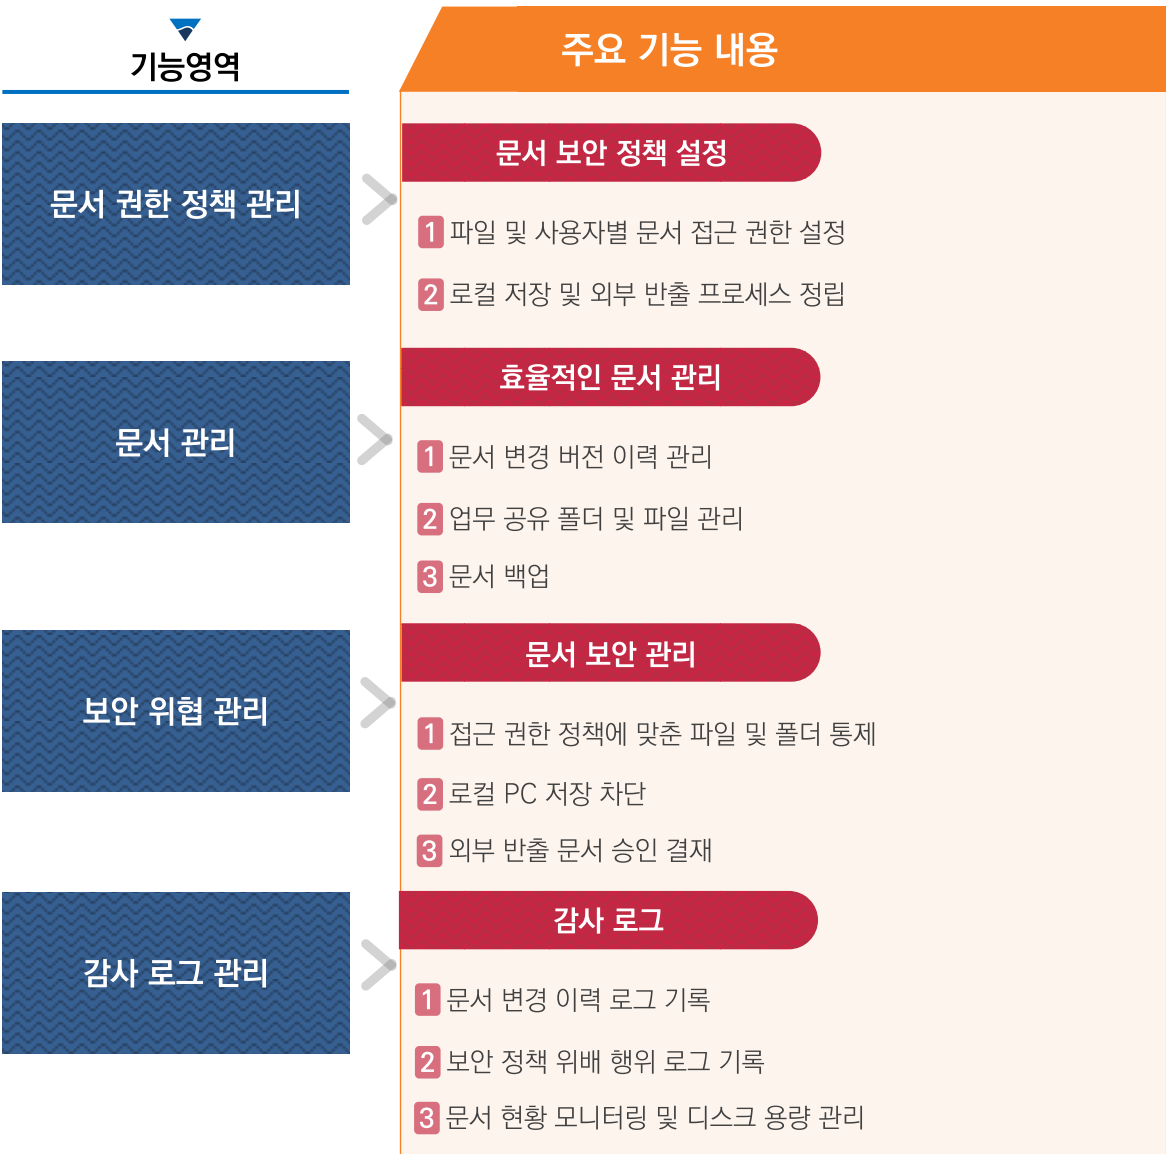 기능영역
주요 기능 내용
문서 권한 정책 관리
문서 보안 정책 설정
1 파일 및 사용자별 문서 접근 권한 설정
2 로컬 저장 및 외부 반출 프로세스 정립
문서 관리
효율적인 문서 관리
1 문서 변경 버전 이력 관리
2 업무 공유 폴더 및 파일 관리
3 문서 백업
보안 위협 관리
문서 보안 관리
1 접근 권한 정책에 맞춘 파일 및 폴더 통제
2 로컬 PC 저장 차단
3 외부 반출 문서 승인 결재
감사 로그 관리
감사 로그
1 문서 변경 이력 로그 기록
2 보안 정책 위배 행위 로그 기록
3 문서 현황 모니터링 및 디스크 용량 관리